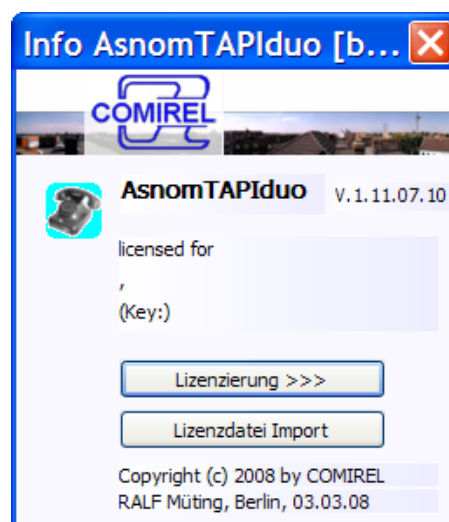 Info AsnomTAPIduo [b...
COMIREL
AsnomTAPIduo V.1.11.07.10
licensed for
,
(Key:)
Lizenzierung >>>
Lizenzdatei Import
Copyright (c) 2008 by COMIREL
RALF Müting, Berlin, 03.03.08